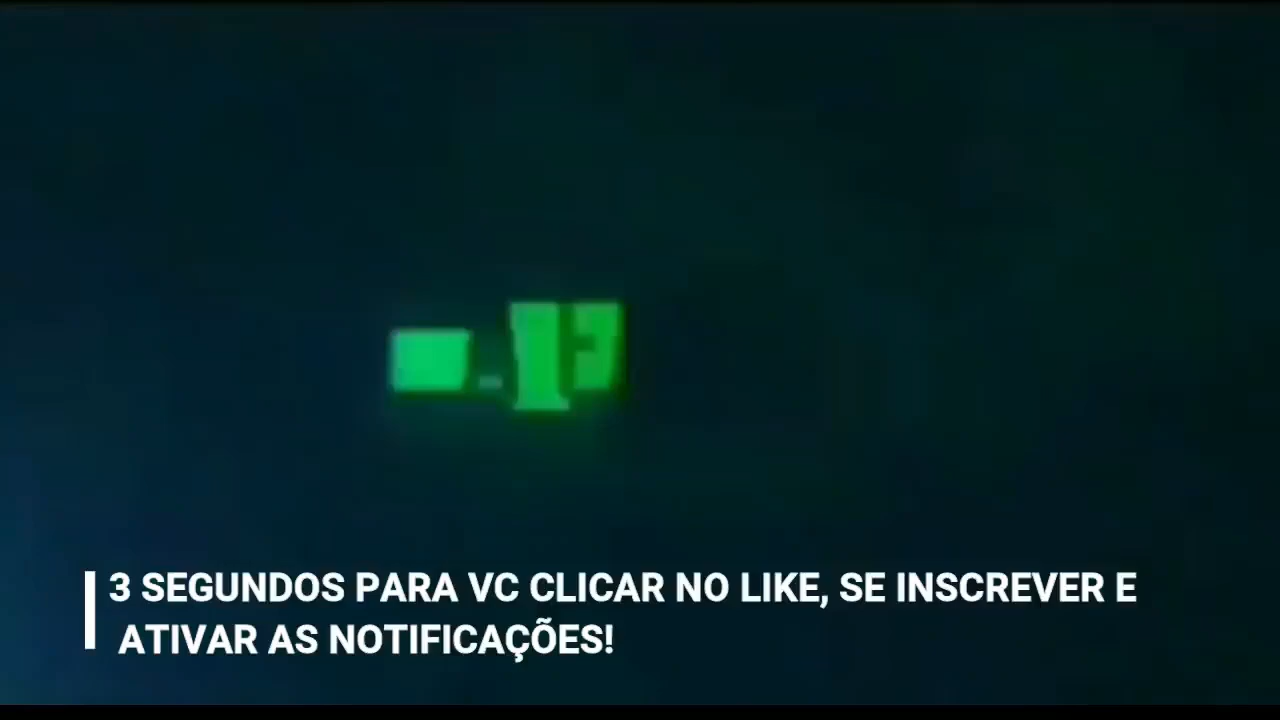 3 SEGUNDOS PARA VC CLICAR NO LIKE, SE INSCREVER E
ATIVAR AS NOTIFICAÇÕES!